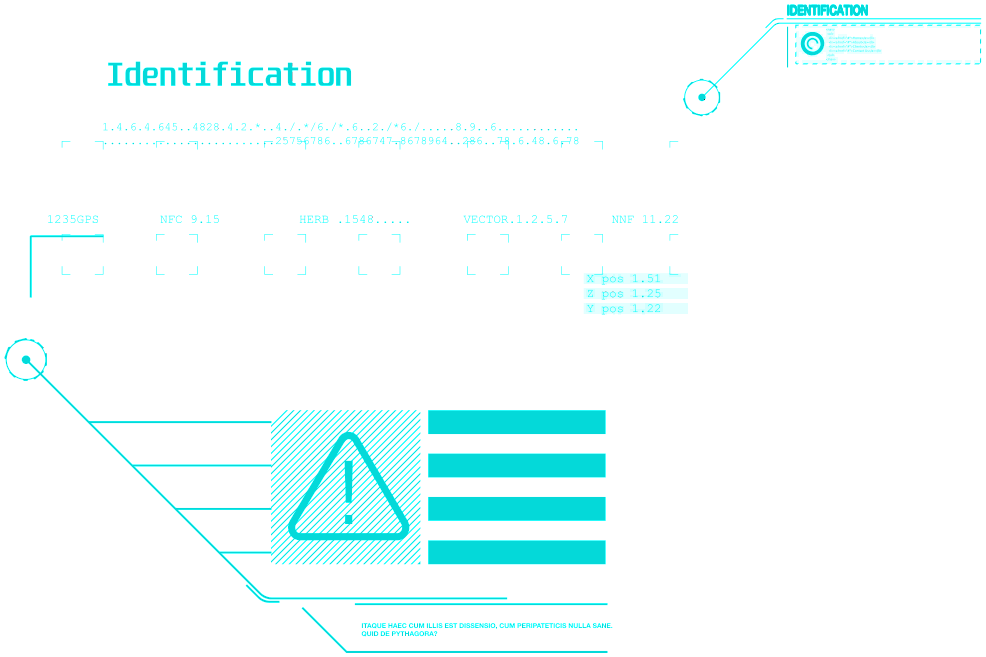 IDENTIFICATION
Identification
1.4.6.4.645..4828.4.2.*..4./.*/6./*.6..2./*6./.....8.9..6............
..........................25756786..6786747.8678964..286..78.6.48.6.78
1235GPS NFC 9.15 HERB .1548..... VECTOR.1.2.5.7 NNF 11.22
X pos 1.51
Z pos 1.25
Y pos 1.22
ITAQUE HAEC CUM ILLIS EST DISSENSIO, CUM PERIPATETICIS NULLA SANE.
QUID DE PYTHAGORA?